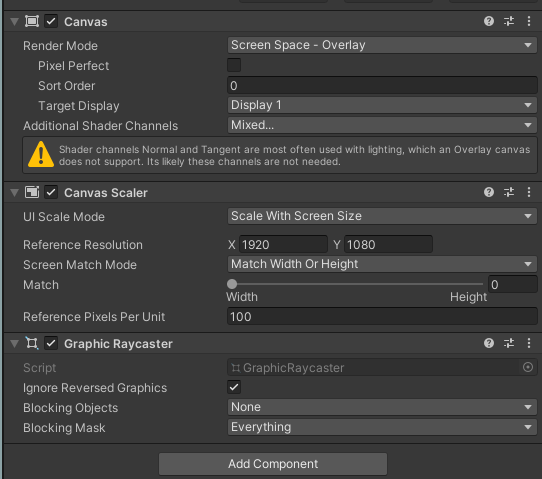 Canvas
Render Mode Screen Space - Overlay
Pixel Perfect
Sort Order 0
Target Display Display 1
Additional Shader Channels Mixed...
Shader channels Normal and Tangent are most often used with lighting, which an Overlay canvas
does not support. Its likely these channels are not needed.
Canvas Scaler
UI Scale Mode Scale With Screen Size
Reference Resolution X 1920 Y 1080
Screen Match Mode Match Width Or Height
Match 0
Width Height
Reference Pixels Per Unit 100
Graphic Raycaster
Script GraphicRaycaster
Ignore Reversed Graphics
Blocking Objects None
Blocking Mask Everything
Add Component